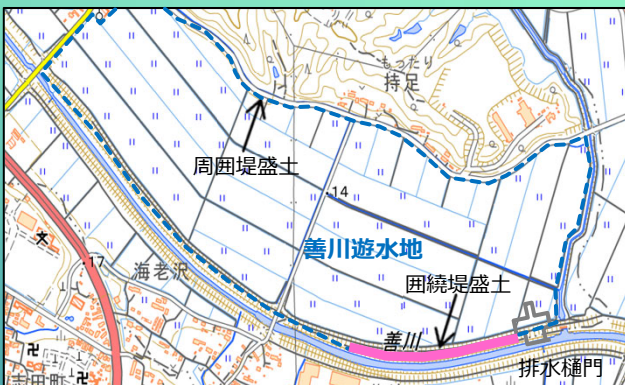 もったり
持足
周囲堤盛土
14
善川遊水地
囲繞堤盛土
17
海老沢
善川
排水樋門
吉田町